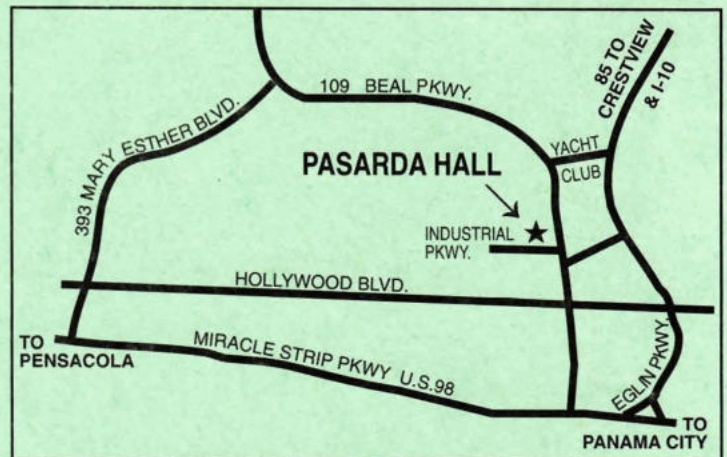 85 TO
CRESTVIEW
& I-10
109 BEAL PKWY.
393 MARY ESTHER BLVD.
YACHT
CLUB
PASARDA HALL
INDUSTRIAL
PKWY.
HOLLYWOOD BLVD.
TO
PENSACOLA
MIRACLE STRIP PKWY U.S.98
EGLIN PKWY.
TO
PANAMA CITY